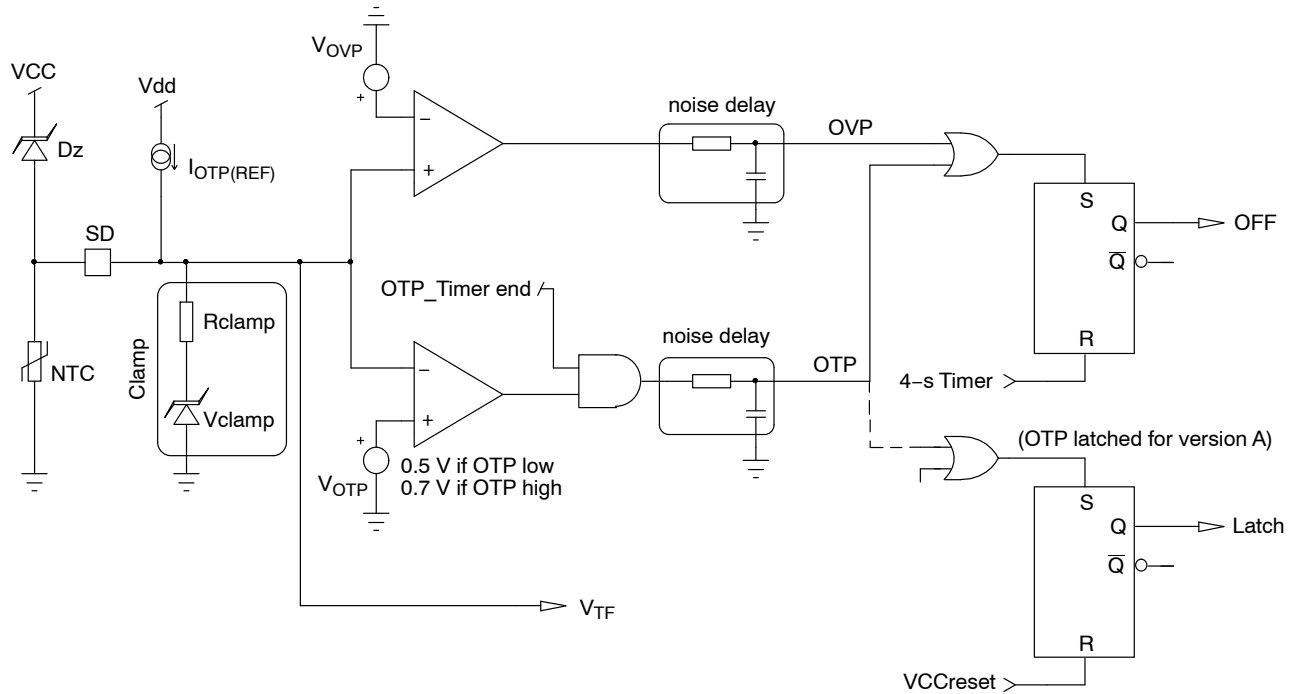 VCC
Dz
Vdd
IOTP(REF)
SD
NTC
Clamp
Rclamp
Vclamp
VOVP
+
−
+
noise delay
OVP
S
Q
Q
R
OFF
4−s Timer
OTP_Timer end
−
+
+
VOTP
0.5 V if OTP low
0.7 V if OTP high
noise delay
OTP
(OTP latched for version A)
S
Q
Q
R
Latch
VCCreset
VTF